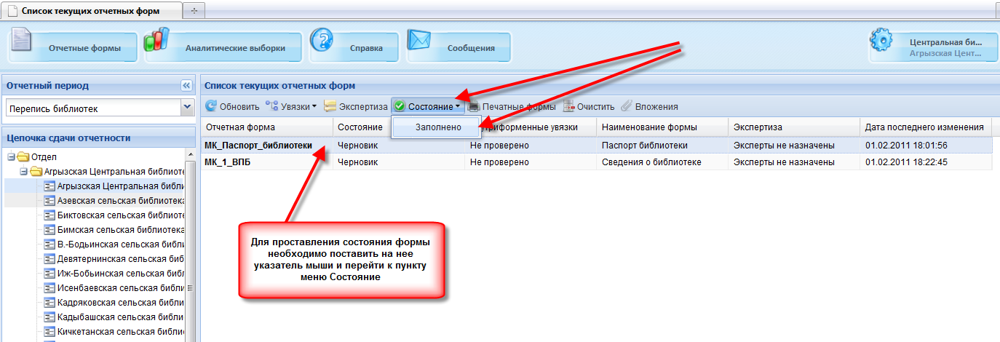 Список текущих отчетных форм
Отчетные формы
Аналитические выборки
Справка
Сообщения
Центральная би...
Агрызская Цент...
Отчетный период
Перепись библиотек
Цепочка сдачи отчетности
Отдел
Агрызская Центральная библиоте
Агрызская Центральная библи
Азевская сельская библиотека
Биктовская сельская библиоте
Бимская сельская библиотека
В.-Бодьинская сельская библи
Девятернинская сельская биб
Иж-Бобьинская сельская библ
Исенбаевская сельская библи
Кадряковская сельская библи
Кадыбашская сельская библи
Кичкетанская сельская библи
Список текущих отчетных форм
Обновить Увязки Экспертиза Состояние Печатные формы Очистить Вложения
Заполнено
Отчетная форма Состояние утриформенные увязки Наименование формы Экспертиза Дата последнего изменения
МК_Паспорт_библиотеки Черновик Не проверено Паспорт библиотеки Эксперты не назначены 01.02.2011 18:01:56
МК_1_ВПБ Черновик Не проверено Сведения о библиотеке Эксперты не назначены 01.02.2011 18:22:45
Для проставления состояния формы
необходимо поставить на нее
указатель мыши и перейти к пункту
меню Состояние